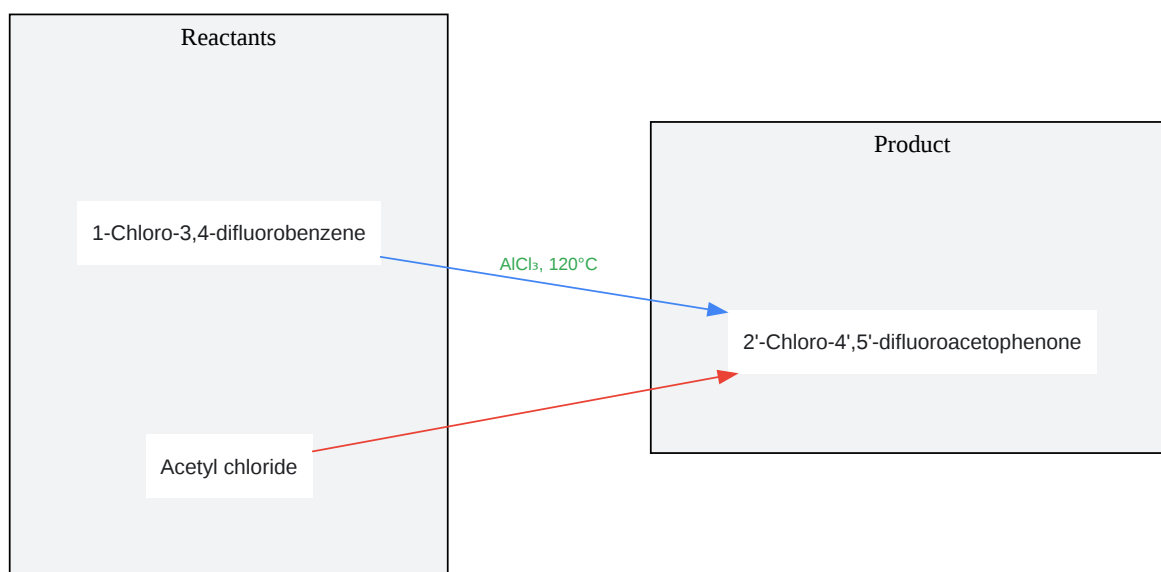 Reactants
Product
1-Chloro-3,4-difluorobenzene
AlCl₃, 120°C
2'-Chloro-4',5'-difluoroacetophenone
Acetyl chloride